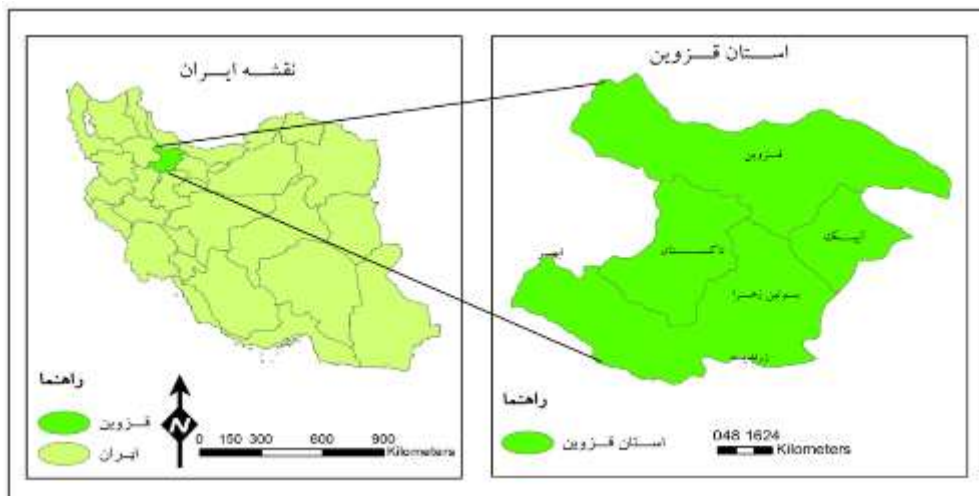 نقشه ایران
راهنما
قزوین
ایران
N
0 150 300 600 900
Kilometers
استان قزوین
قزوین
آبیک
تاکستان
ابهر
بوئین زهرا
راهنما
استان قزوین
048 1624
Kilometers